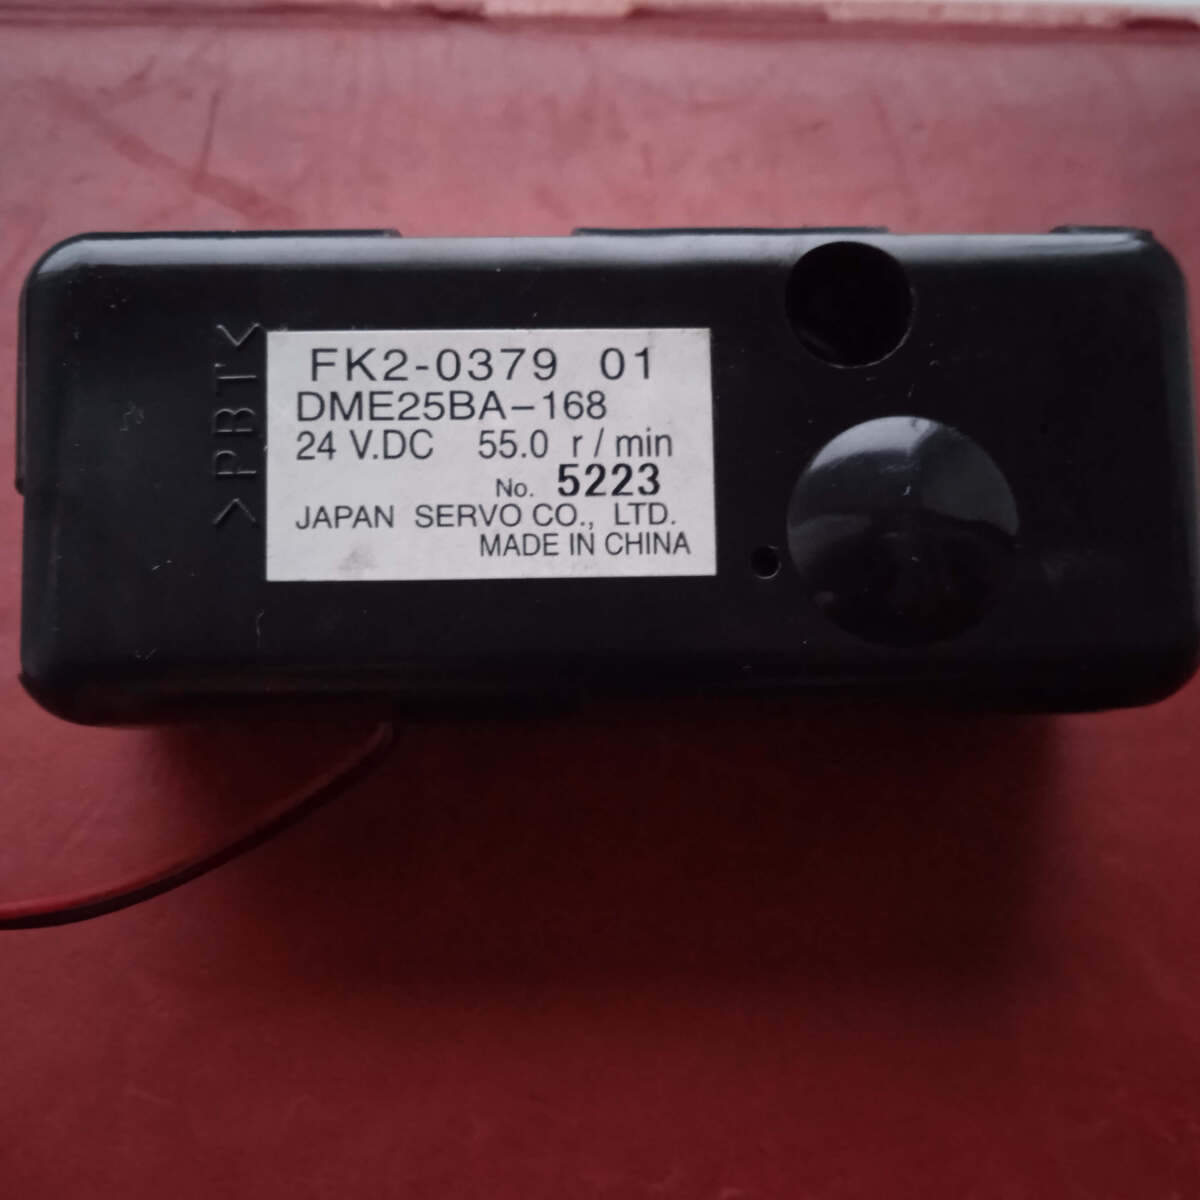 >PBT<
FK2-0379 01
DME25BA-168
24 V.DC 55.0 r/min
No. 5223
JAPAN SERVO CO., LTD.
MADE IN CHINA